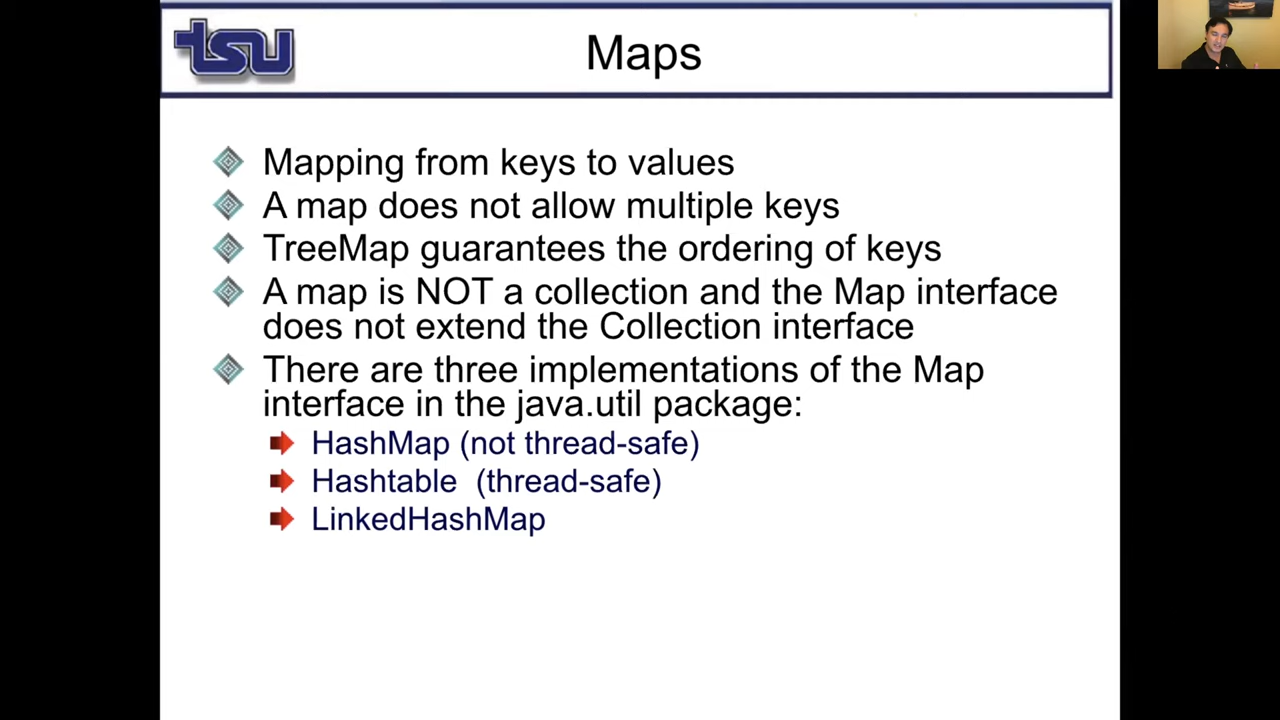 tsu
Maps
Mapping from keys to values
A map does not allow multiple keys
TreeMap guarantees the ordering of keys
A map is NOT a collection and the Map interface
does not extend the Collection interface
There are three implementations of the Map
interface in the java.util package:
HashMap (not thread-safe)
Hashtable (thread-safe)
LinkedHashMap